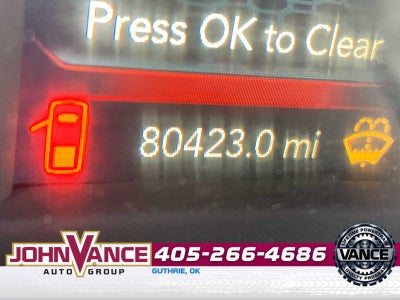 Press OK to Clear
80423.0 mi
JOHN VANCE
AUTO GROUP
405-266-4686
GUTHRIE, OK
VANCE